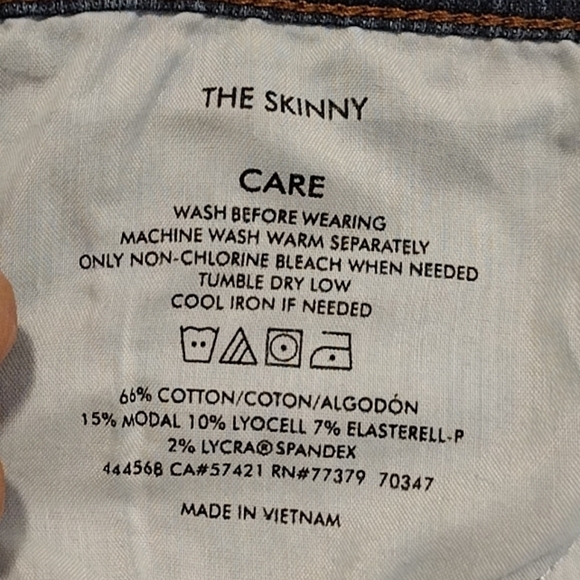 THE SKINNY
CARE
WASH BEFORE WEARING
MACHINE WASH WARM SEPARATELY
ONLY NON-CHLORINE BLEACH WHEN NEEDED
TUMBLE DRY LOW
COOL IRON IF NEEDED
66% COTTON/COTON/ALGODÓN
15% MODAL 10% LYOCELL 7% ELASTERELL-P
2% LYCRA® SPANDEX
444568 CA#57421 RN#77379 70347
MADE IN VIETNAM